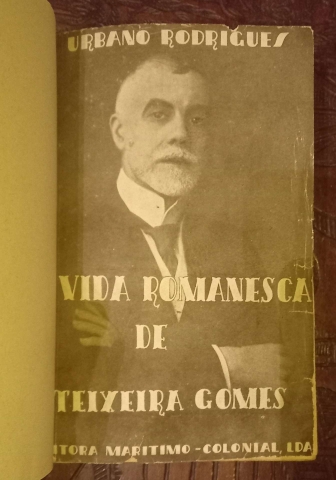 URBANO RODRIGUES
VIDA ROMANESCA
DE
TEIXEIRA GOMES
ITORA MARITIMO-COLONIAL, LDA